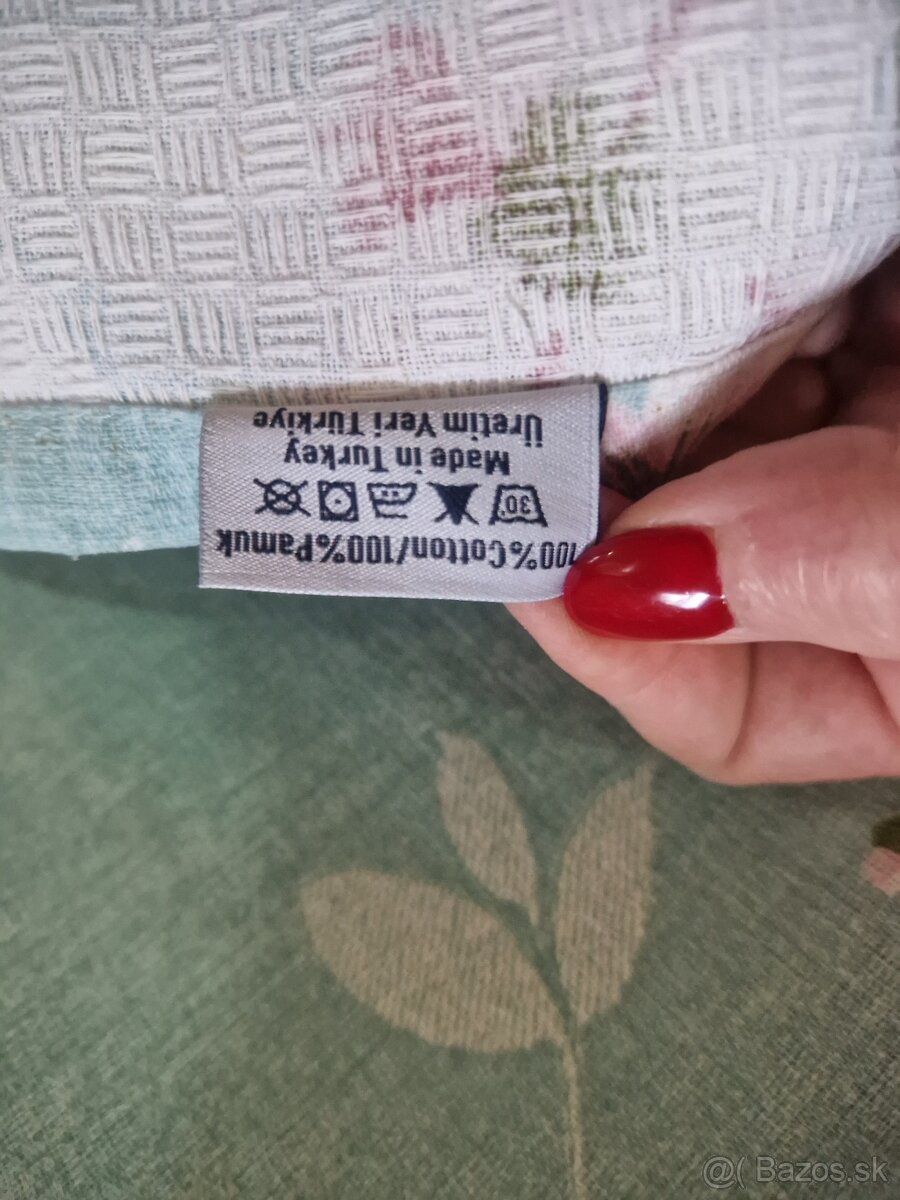 100%Cotton/100%Pamuk
30°
Made in Turkey
Üretim Yeri Türkiye
@( Bazos.sk